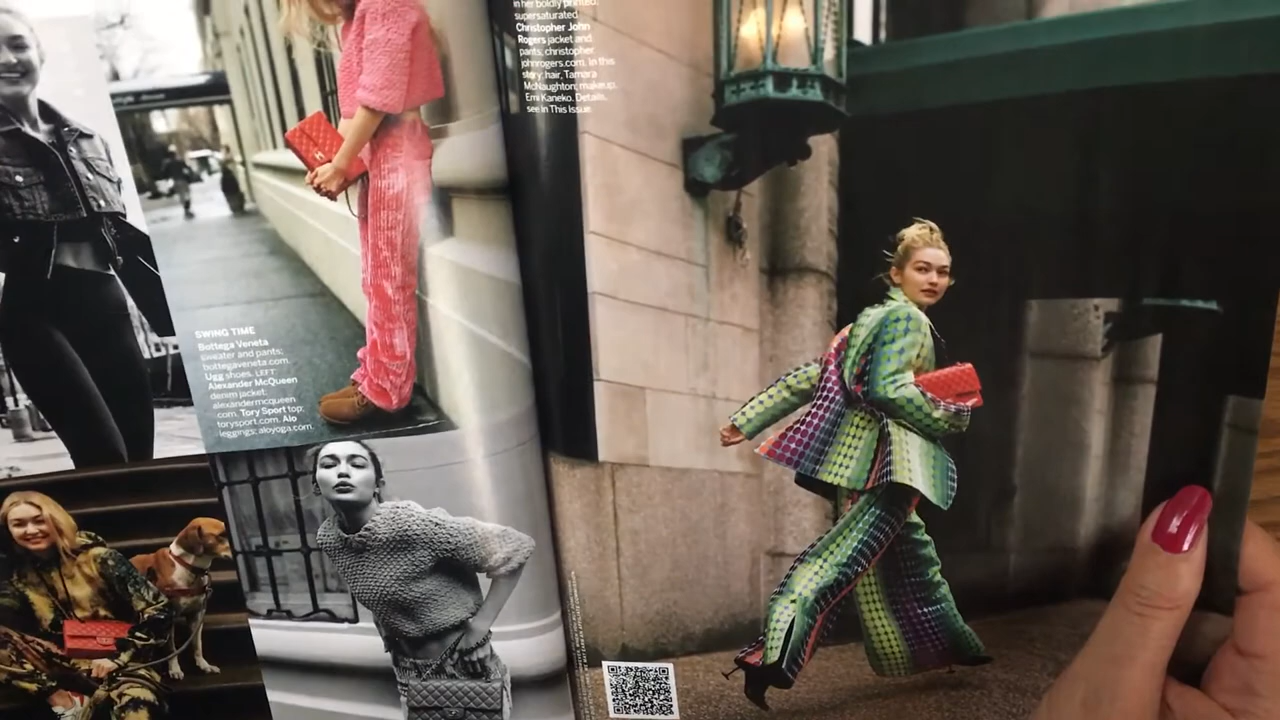 in her boldly printed,
supersaturated
Christopher John
Rogers jacket and
pants; christopher
johnrogers.com. In this
story: hair, Tamara
McNaughton; makeup,
Emi Kaneko. Details,
see In This Issue.
SWING TIME
Bottega Veneta
sweater and pants;
bottegaveneta.com.
Ugg shoes. LEFT:
Alexander McQueen
denim jacket;
alexandermcqueen
.com. Tory Sport top;
torysport.com. Alo
leggings; aloyoga.com.